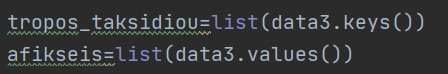 tropos_taksidiou=list(data3.keys())
afikseis=list(data3.values())